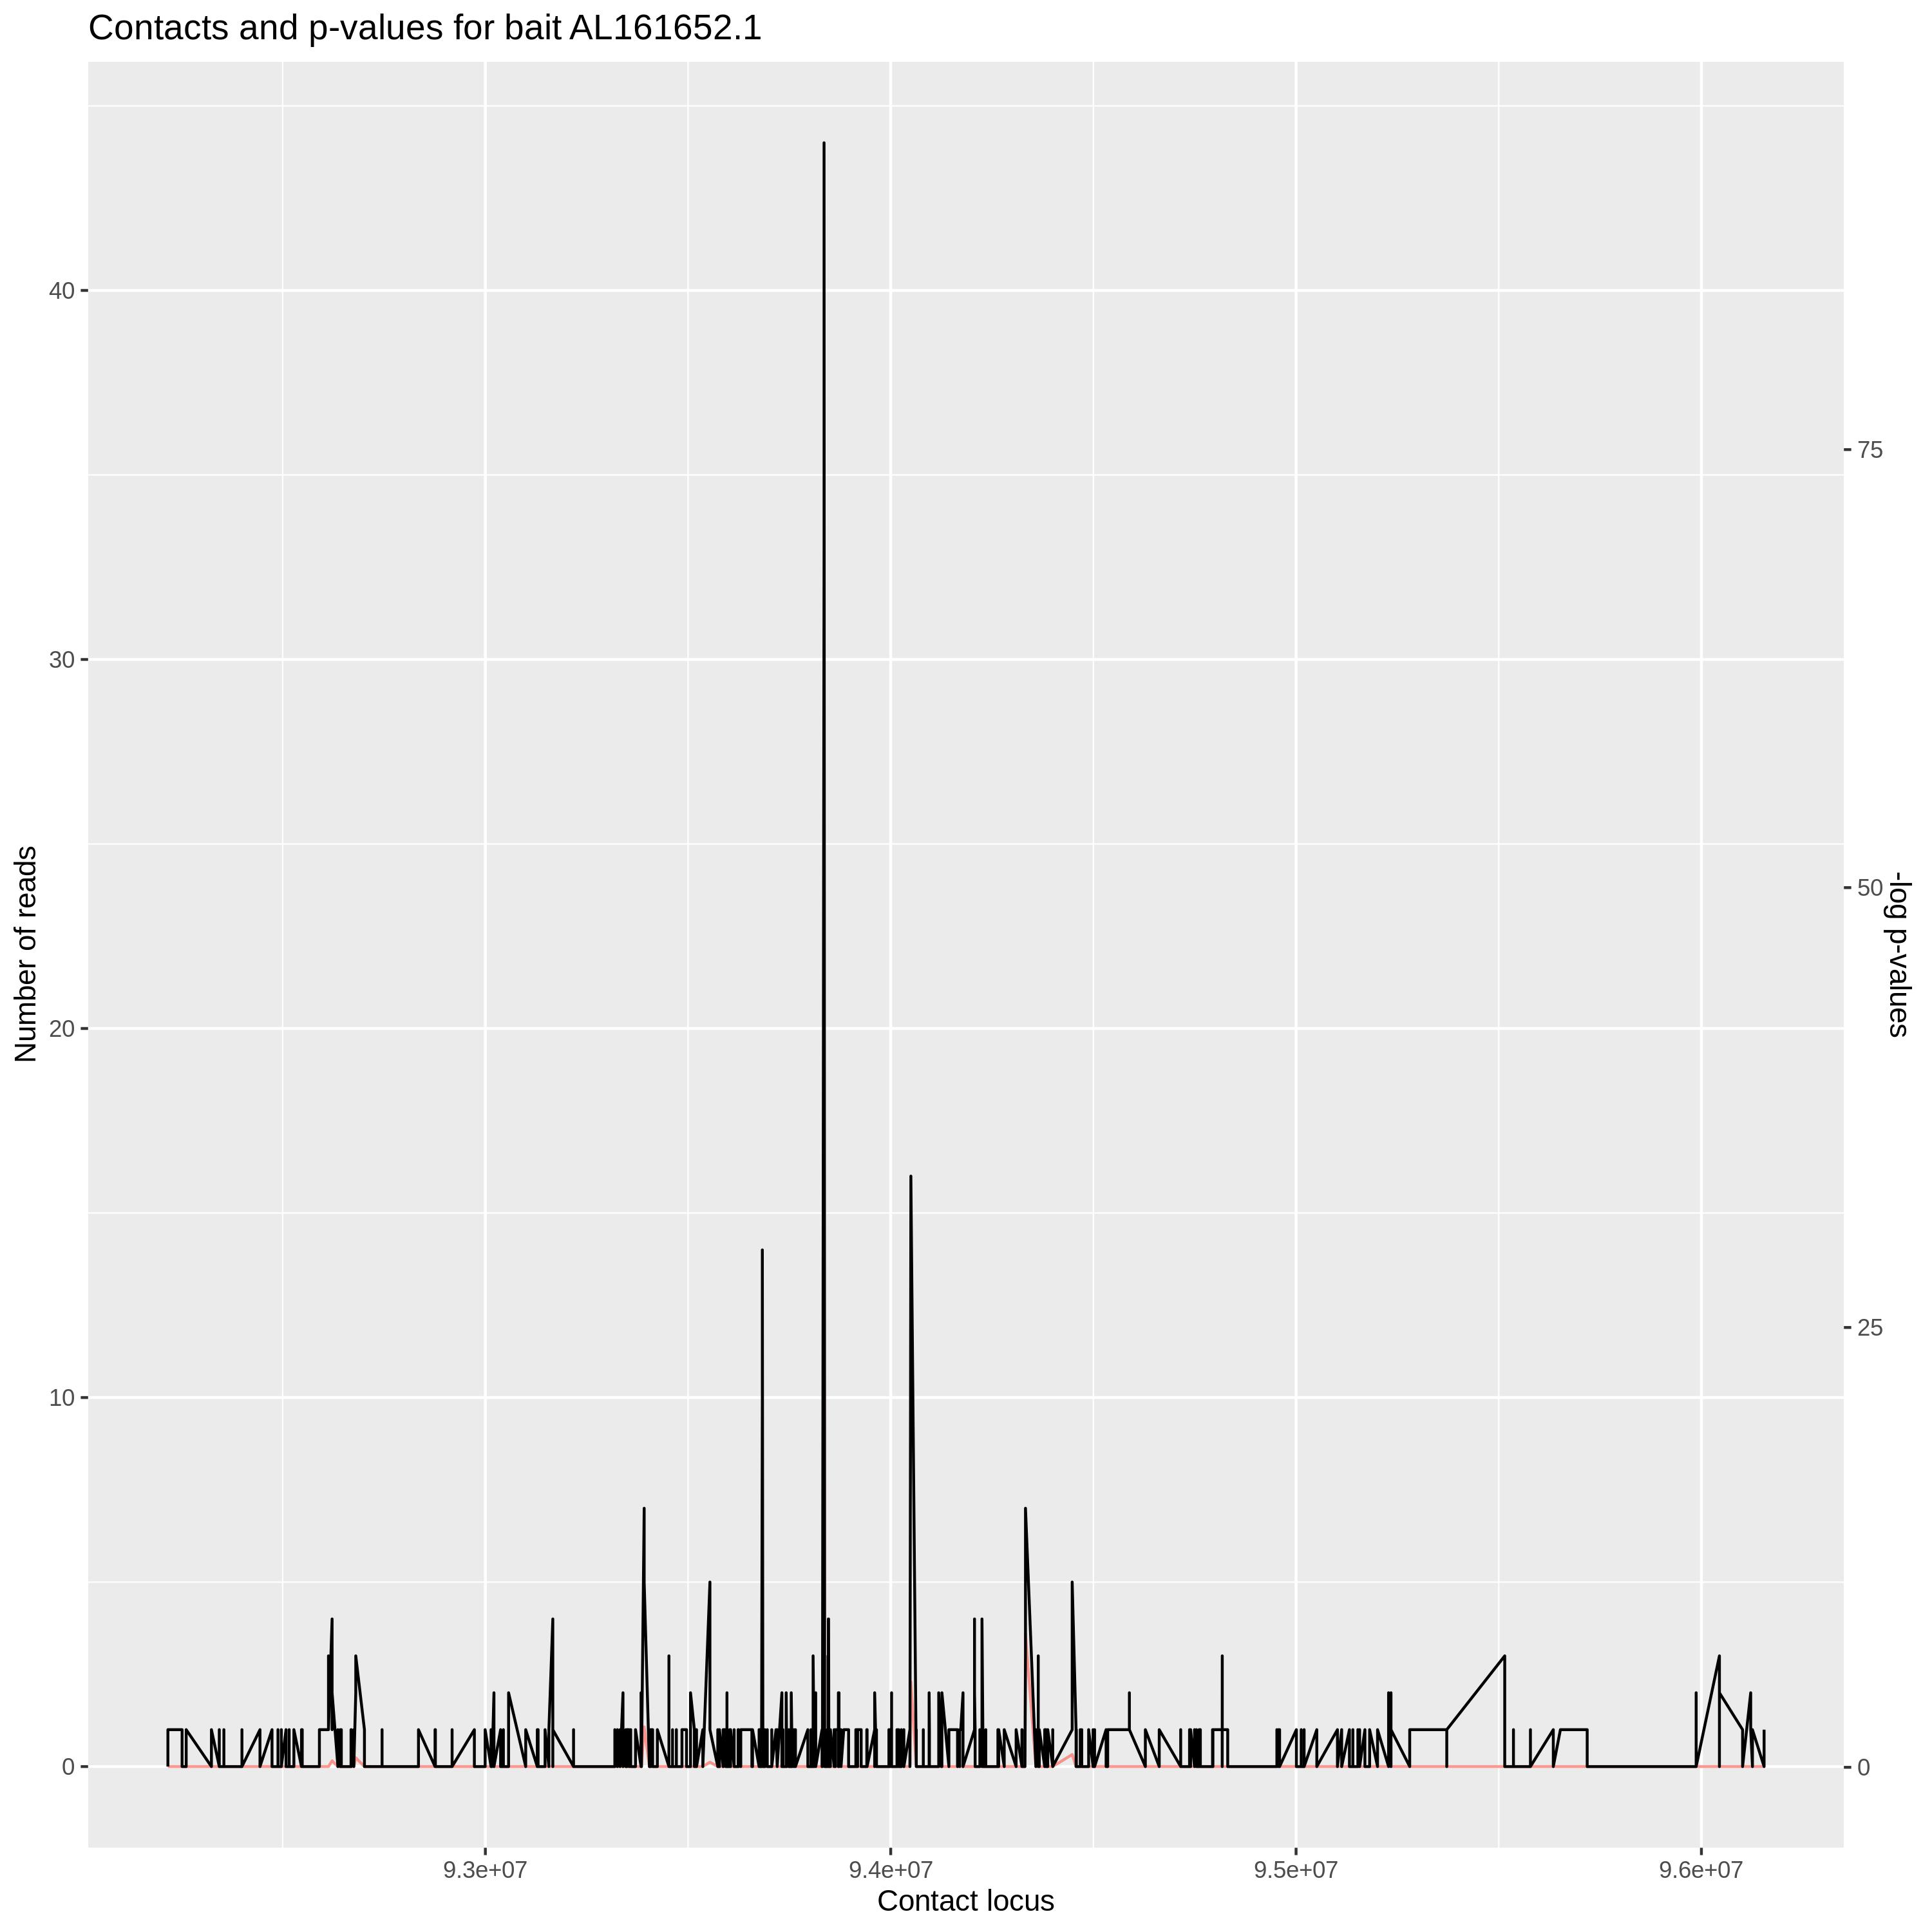 Contacts and p-values for bait AL161652.1
40
30
20
10
0
75
50
25
0
Number of reads
-log p-values
9.3e+07 9.4e+07 9.5e+07 9.6e+07
Contact locus